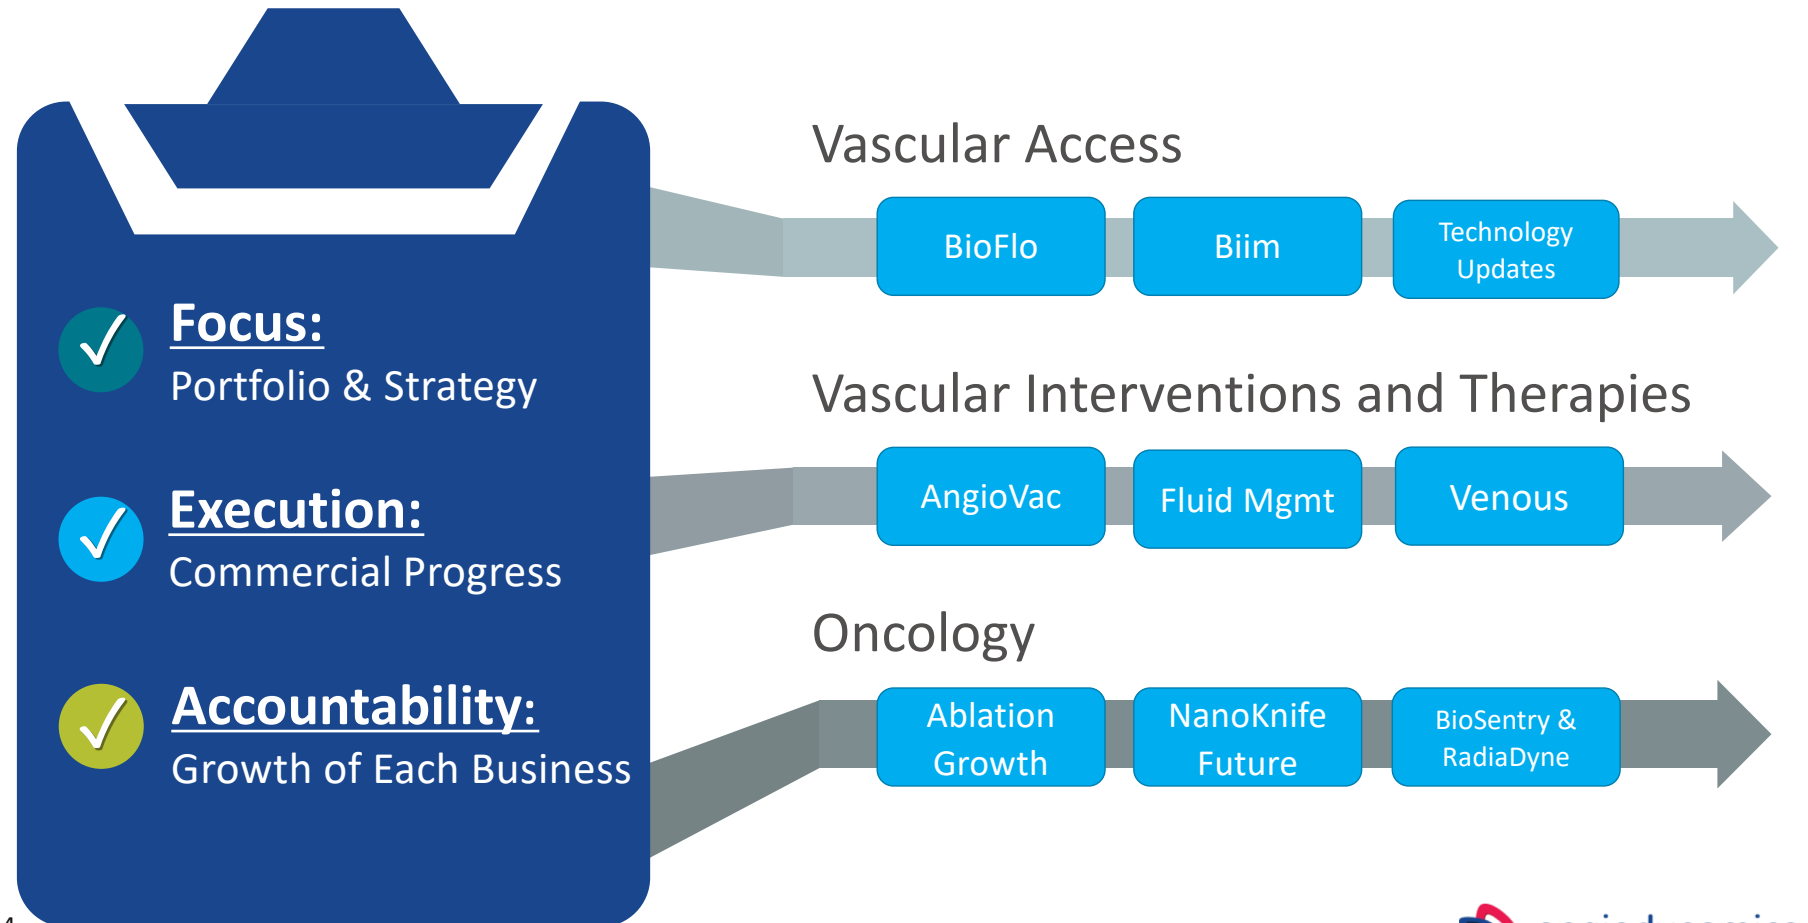 Focus:
Portfolio & Strategy
Execution:
Commercial Progress
Accountability:
Growth of Each Business
Vascular Access
BioFlo
Biim
Technology
Updates
Vascular Interventions and Therapies
AngioVac
Fluid Mgmt
Venous
Oncology
Ablation
Growth
NanoKnife
Future
BioSentry &
RadiaDyne